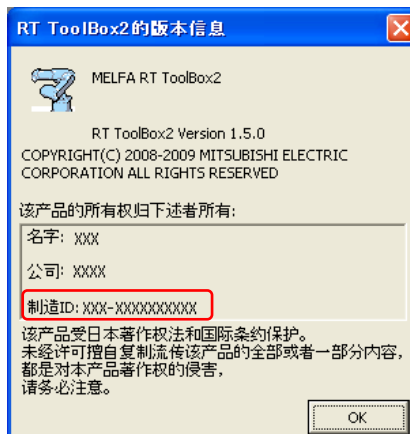 RT ToolBox2的版本信息
MELFA RT ToolBox2
RT ToolBox2 Version 1.5.0
COPYRIGHT(C) 2008-2009 MITSUBISHI ELECTRIC
CORPORATION ALL RIGHTS RESERVED
该产品的所有权归下述者所有:
名字: XXX
公司: XXXX
制造ID: XXX-XXXXXXXXXX
该产品受日本著作权法和国际条约保护。
未经许可擅自复制流传该产品的全部或者一部分内容,
都是对本产品著作权的侵害,
请务必注意。
OK